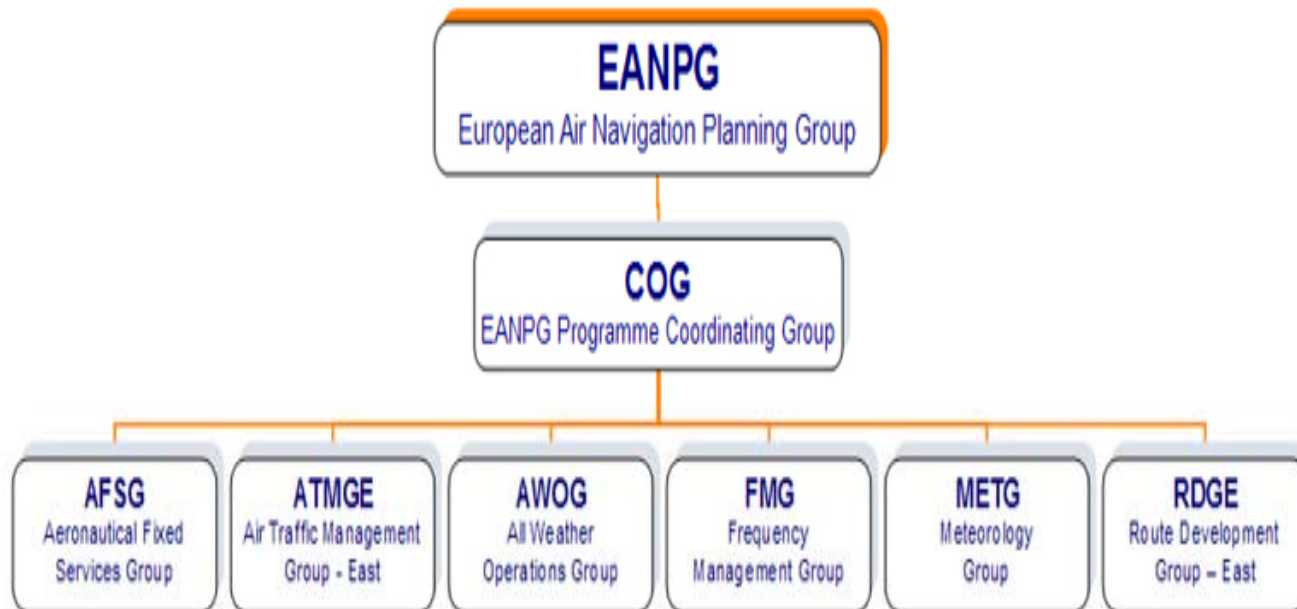 EANPG
European Air Navigation Planning Group
COG
EANPG Programme Coordinating Group
AFSG
Aeronautical Fixed
Services Group
ATMGE
Air Traffic Management
Group - East
AWOG
All Weather
Operations Group
FMG
Frequency
Management Group
METG
Meteorology
Group
RDGE
Route Development
Group – East